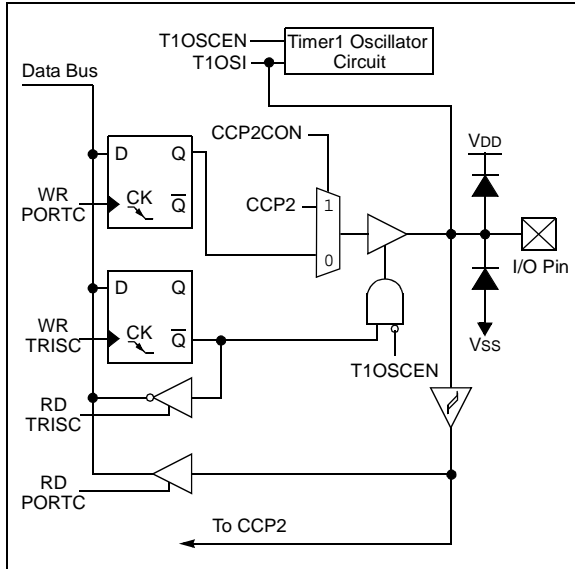 T1OSCEN
Timer1 Oscillator
Circuit
T1OSI
Data Bus
D Q
CCP2CON
VDD
WR
PORTC
CK Q
CCP2
1
0
I/O Pin
D Q
WR
TRISC
CK Q
VSS
T1OSCEN
RD
TRISC
RD
PORTC
To CCP2